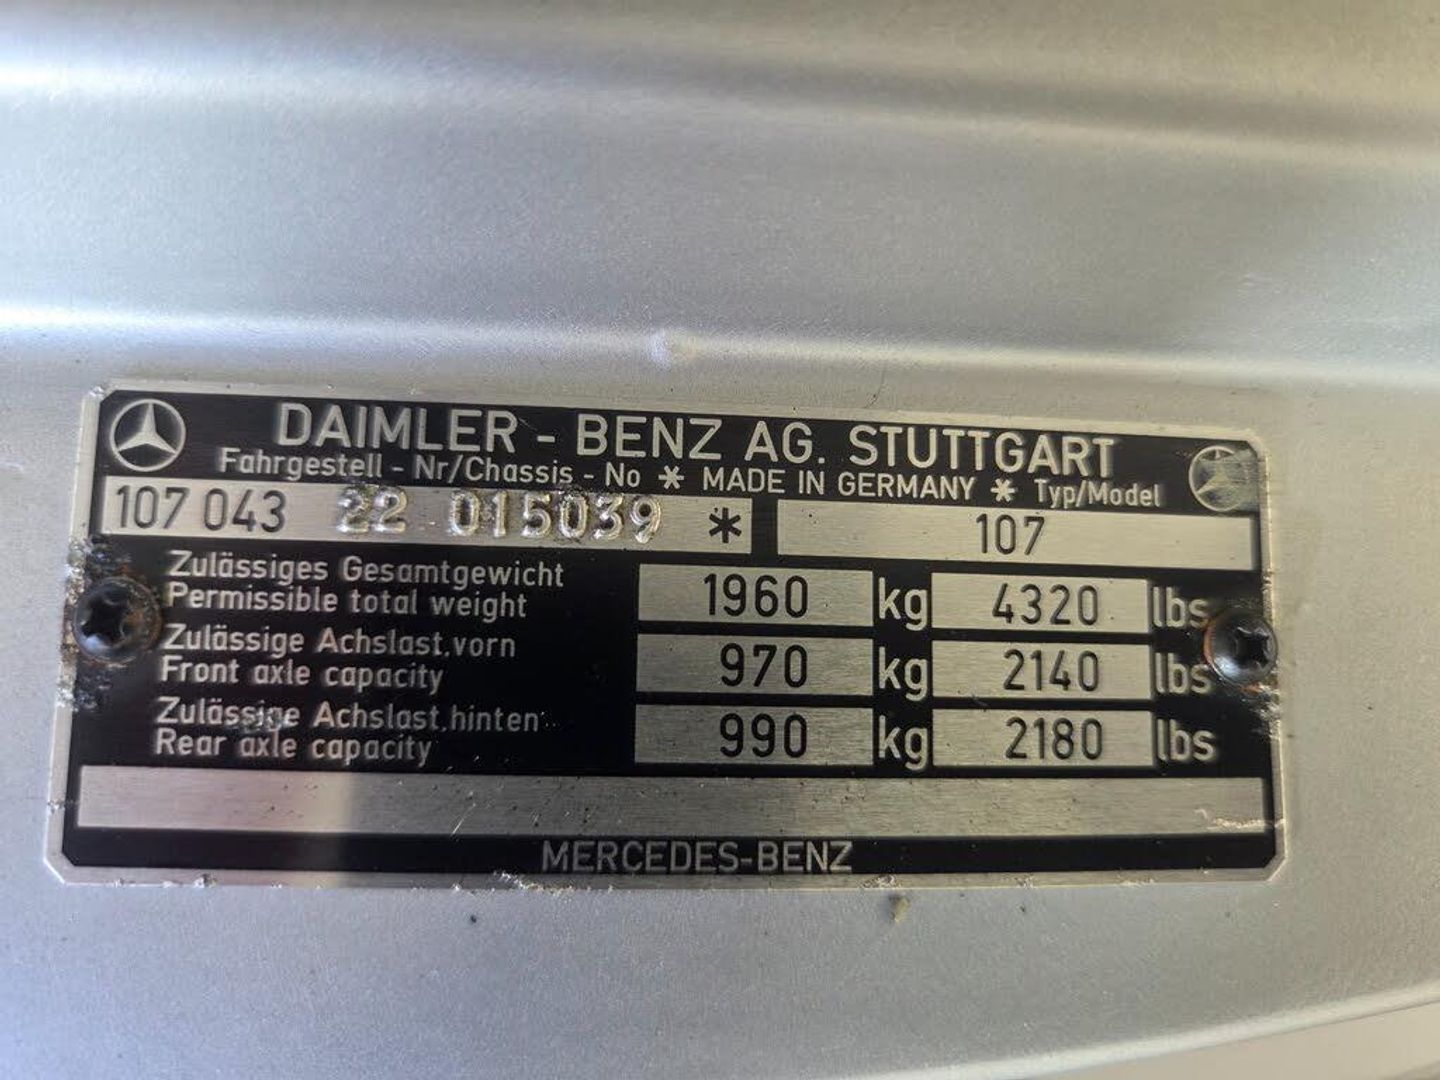 DAIMLER - BENZ AG. STUTTGART
Fahrgestell - Nr/Chassis - No * MADE IN GERMANY * Typ/Model
107 043 22 015039 * 107
Zulässiges Gesamtgewicht
Permissible total weight 1960 kg 4320 lbs
Zulässige Achslast,vorn
Front axle capacity 970 kg 2140 lbs
Zulässige Achslast,hinten
Rear axle capacity 990 kg 2180 lbs
MERCEDES-BENZ